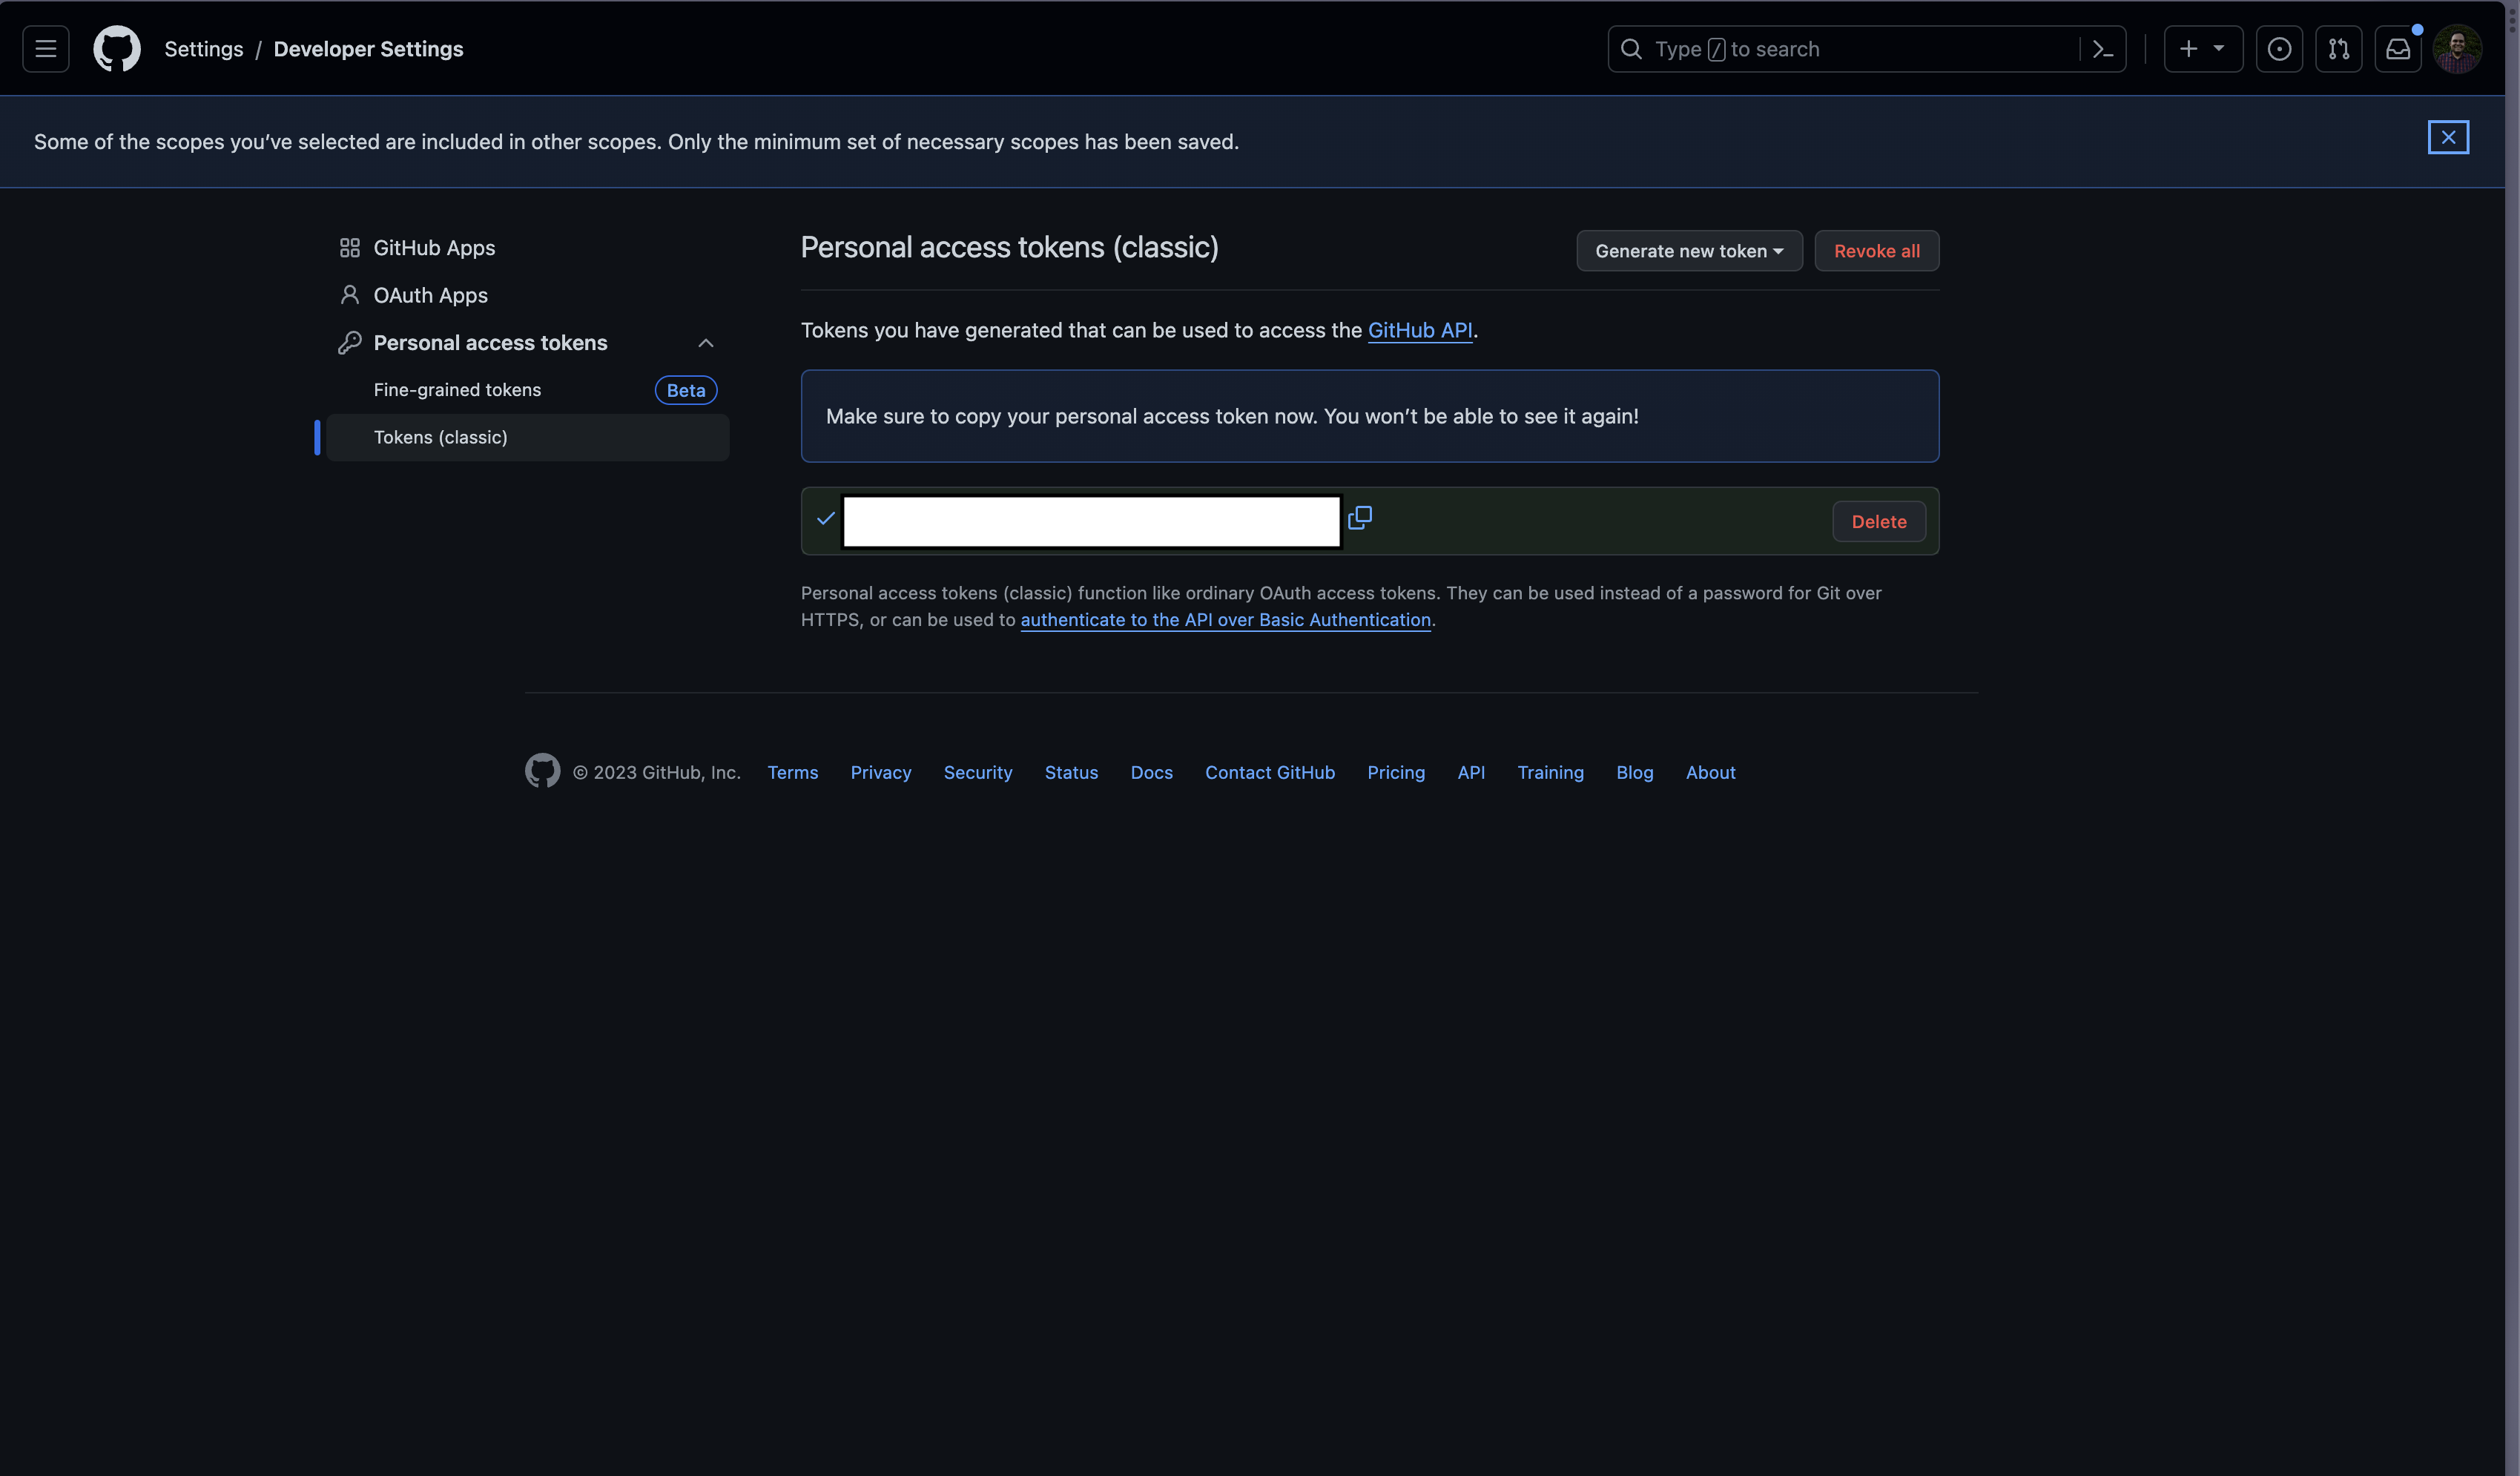 Settings / Developer Settings
Type / to search
Some of the scopes you’ve selected are included in other scopes. Only the minimum set of necessary scopes has been saved.
GitHub Apps
OAuth Apps
Personal access tokens
Fine-grained tokens Beta
Tokens (classic)
Personal access tokens (classic)
Generate new token
Revoke all
Tokens you have generated that can be used to access the GitHub API.
Make sure to copy your personal access token now. You won’t be able to see it again!
Delete
Personal access tokens (classic) function like ordinary OAuth access tokens. They can be used instead of a password for Git over
HTTPS, or can be used to authenticate to the API over Basic Authentication.
© 2023 GitHub, Inc. Terms Privacy Security Status Docs Contact GitHub Pricing API Training Blog About